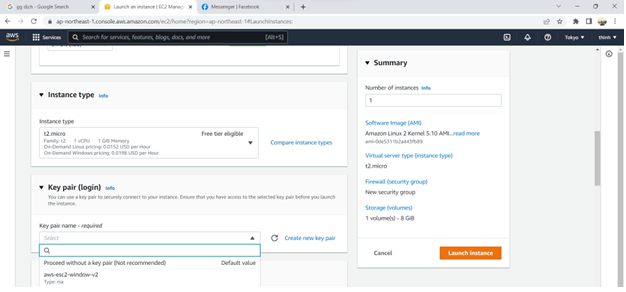 gg dich - Google Search
Launch an instance | EC2 Manag
Messenger | Facebook
ap-northeast-1.console.aws.amazon.com/ec2/home?region=ap-northeast-1#LaunchInstances:
aws
Services
Search for services, features, blogs, docs, and more
[Alt+S]
Tokyo
thinh
Instance type Info
Instance type
t2.micro
Free tier eligible
Family: t2 1 vCPU 1 GiB Memory
On-Demand Linux pricing: 0.0152 USD per Hour
On-Demand Windows pricing: 0.0198 USD per Hour
Compare instance types
Key pair (login) Info
You can use a key pair to securely connect to your instance. Ensure that you have access to the selected key pair before you launch
the instance.
Key pair name - required
Select
Create new key pair
Proceed without a key pair (Not recommended)
Default value
aws-esc2-window-v2
Type: rsa
Summary
Number of instances Info
1
Software Image (AMI)
Amazon Linux 2 Kernel 5.10 AMI...read more
Virtual server type (instance type)
t2.micro
Firewall (security group)
New security group
Storage (volumes)
1 volume(s) - 8 GiB
Cancel
Launch instance